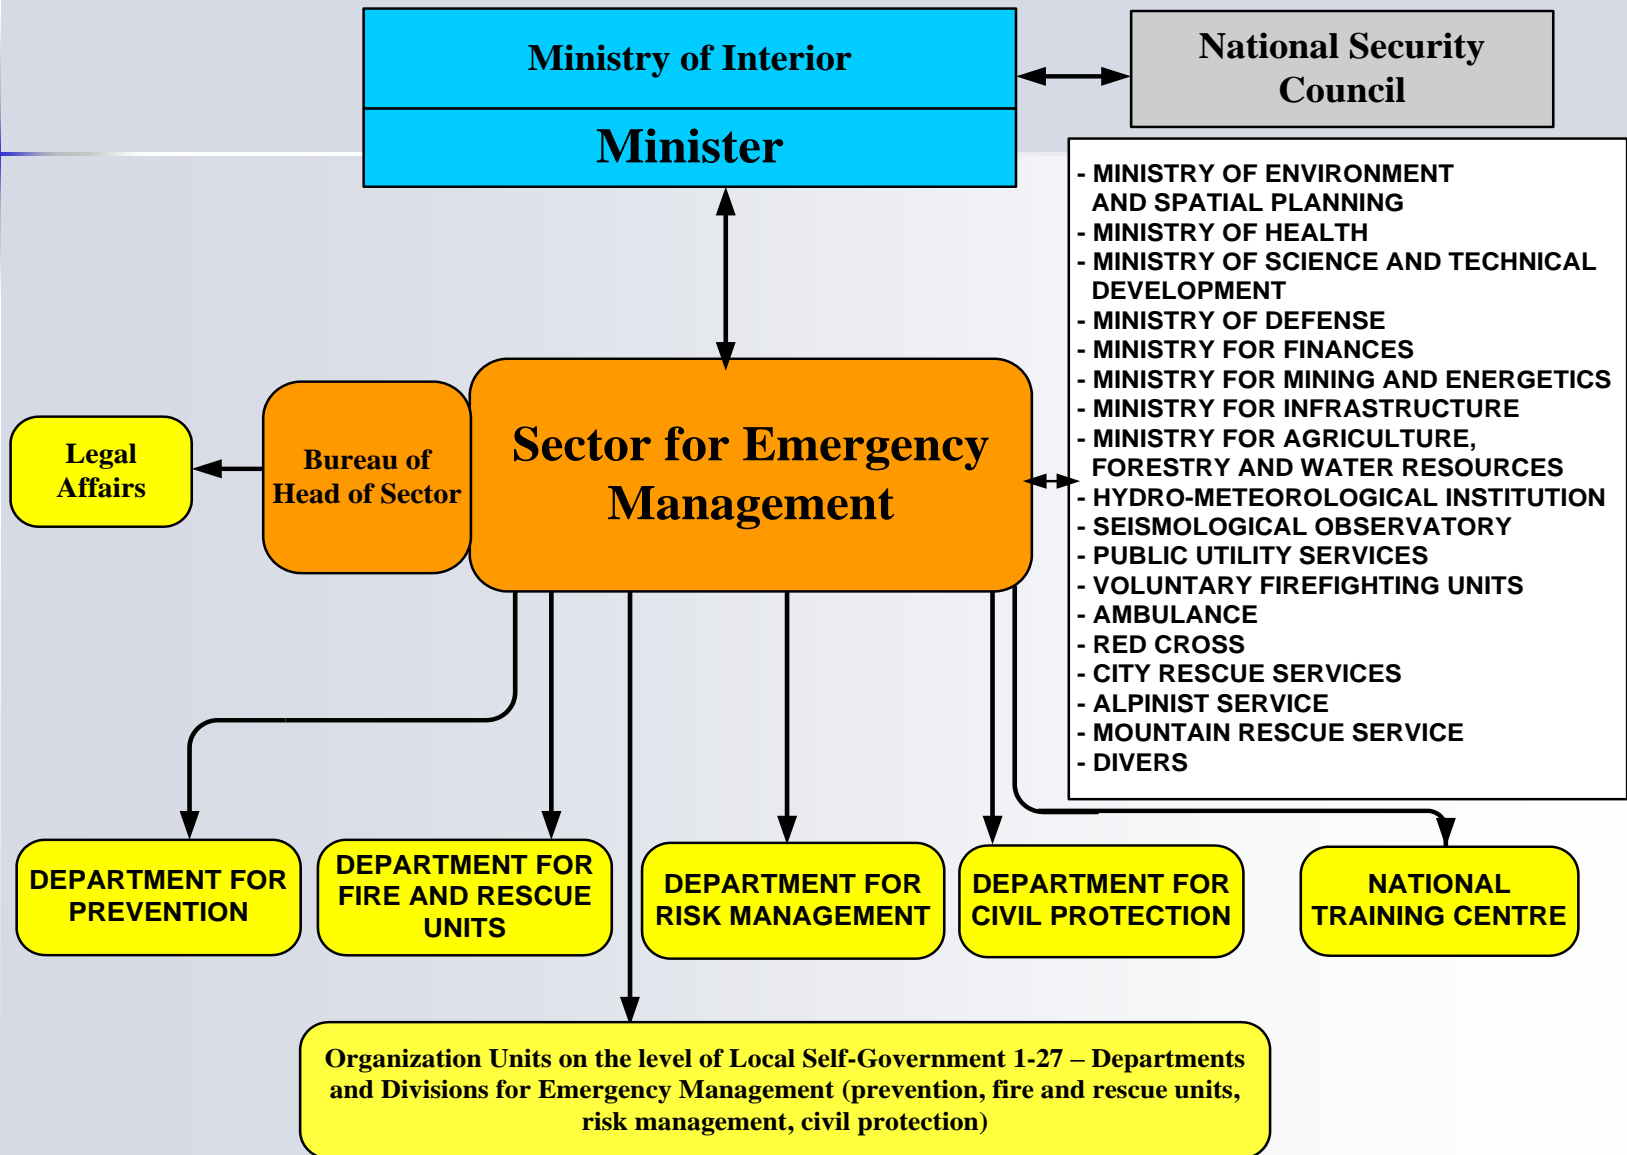 Ministry of Interior
Minister
National Security
Council
- MINISTRY OF ENVIRONMENT
AND SPATIAL PLANNING
- MINISTRY OF HEALTH
- MINISTRY OF SCIENCE AND TECHNICAL
DEVELOPMENT
- MINISTRY OF DEFENSE
- MINISTRY FOR FINANCES
- MINISTRY FOR MINING AND ENERGETICS
- MINISTRY FOR INFRASTRUCTURE
- MINISTRY FOR AGRICULTURE,
FORESTRY AND WATER RESOURCES
- HYDRO-METEOROLOGICAL INSTITUTION
- SEISMOLOGICAL OBSERVATORY
- PUBLIC UTILITY SERVICES
- VOLUNTARY FIREFIGHTING UNITS
- AMBULANCE
- RED CROSS
- CITY RESCUE SERVICES
- ALPINIST SERVICE
- MOUNTAIN RESCUE SERVICE
- DIVERS
Legal
Affairs
Bureau of
Head of Sector
Sector for Emergency
Management
DEPARTMENT FOR
PREVENTION
DEPARTMENT FOR
FIRE AND RESCUE
UNITS
DEPARTMENT FOR
RISK MANAGEMENT
DEPARTMENT FOR
CIVIL PROTECTION
NATIONAL
TRAINING CENTRE
Organization Units on the level of Local Self-Government 1-27 – Departments
and Divisions for Emergency Management (prevention, fire and rescue units,
risk management, civil protection)